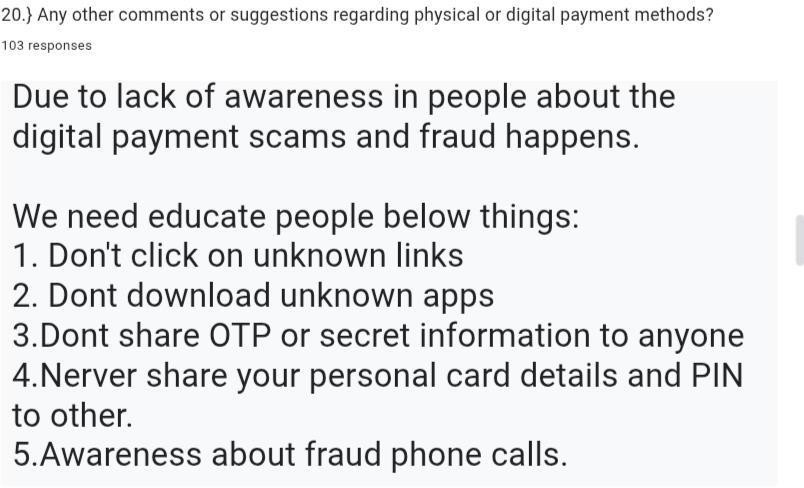 20.} Any other comments or suggestions regarding physical or digital payment methods?
103 responses
Due to lack of awareness in people about the
digital payment scams and fraud happens.
We need educate people below things:
1. Don't click on unknown links
2. Dont download unknown apps
3.Dont share OTP or secret information to anyone
4.Nerver share your personal card details and PIN
to other.
5.Awareness about fraud phone calls.